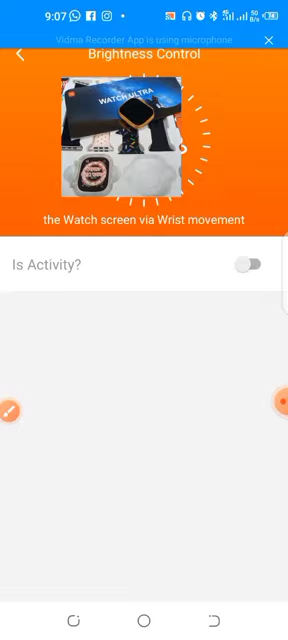 9:07
Vidma Recorder App is using microphone
Brightness Control
WATCH ULTRA
the Watch screen via Wrist movement
Is Activity?